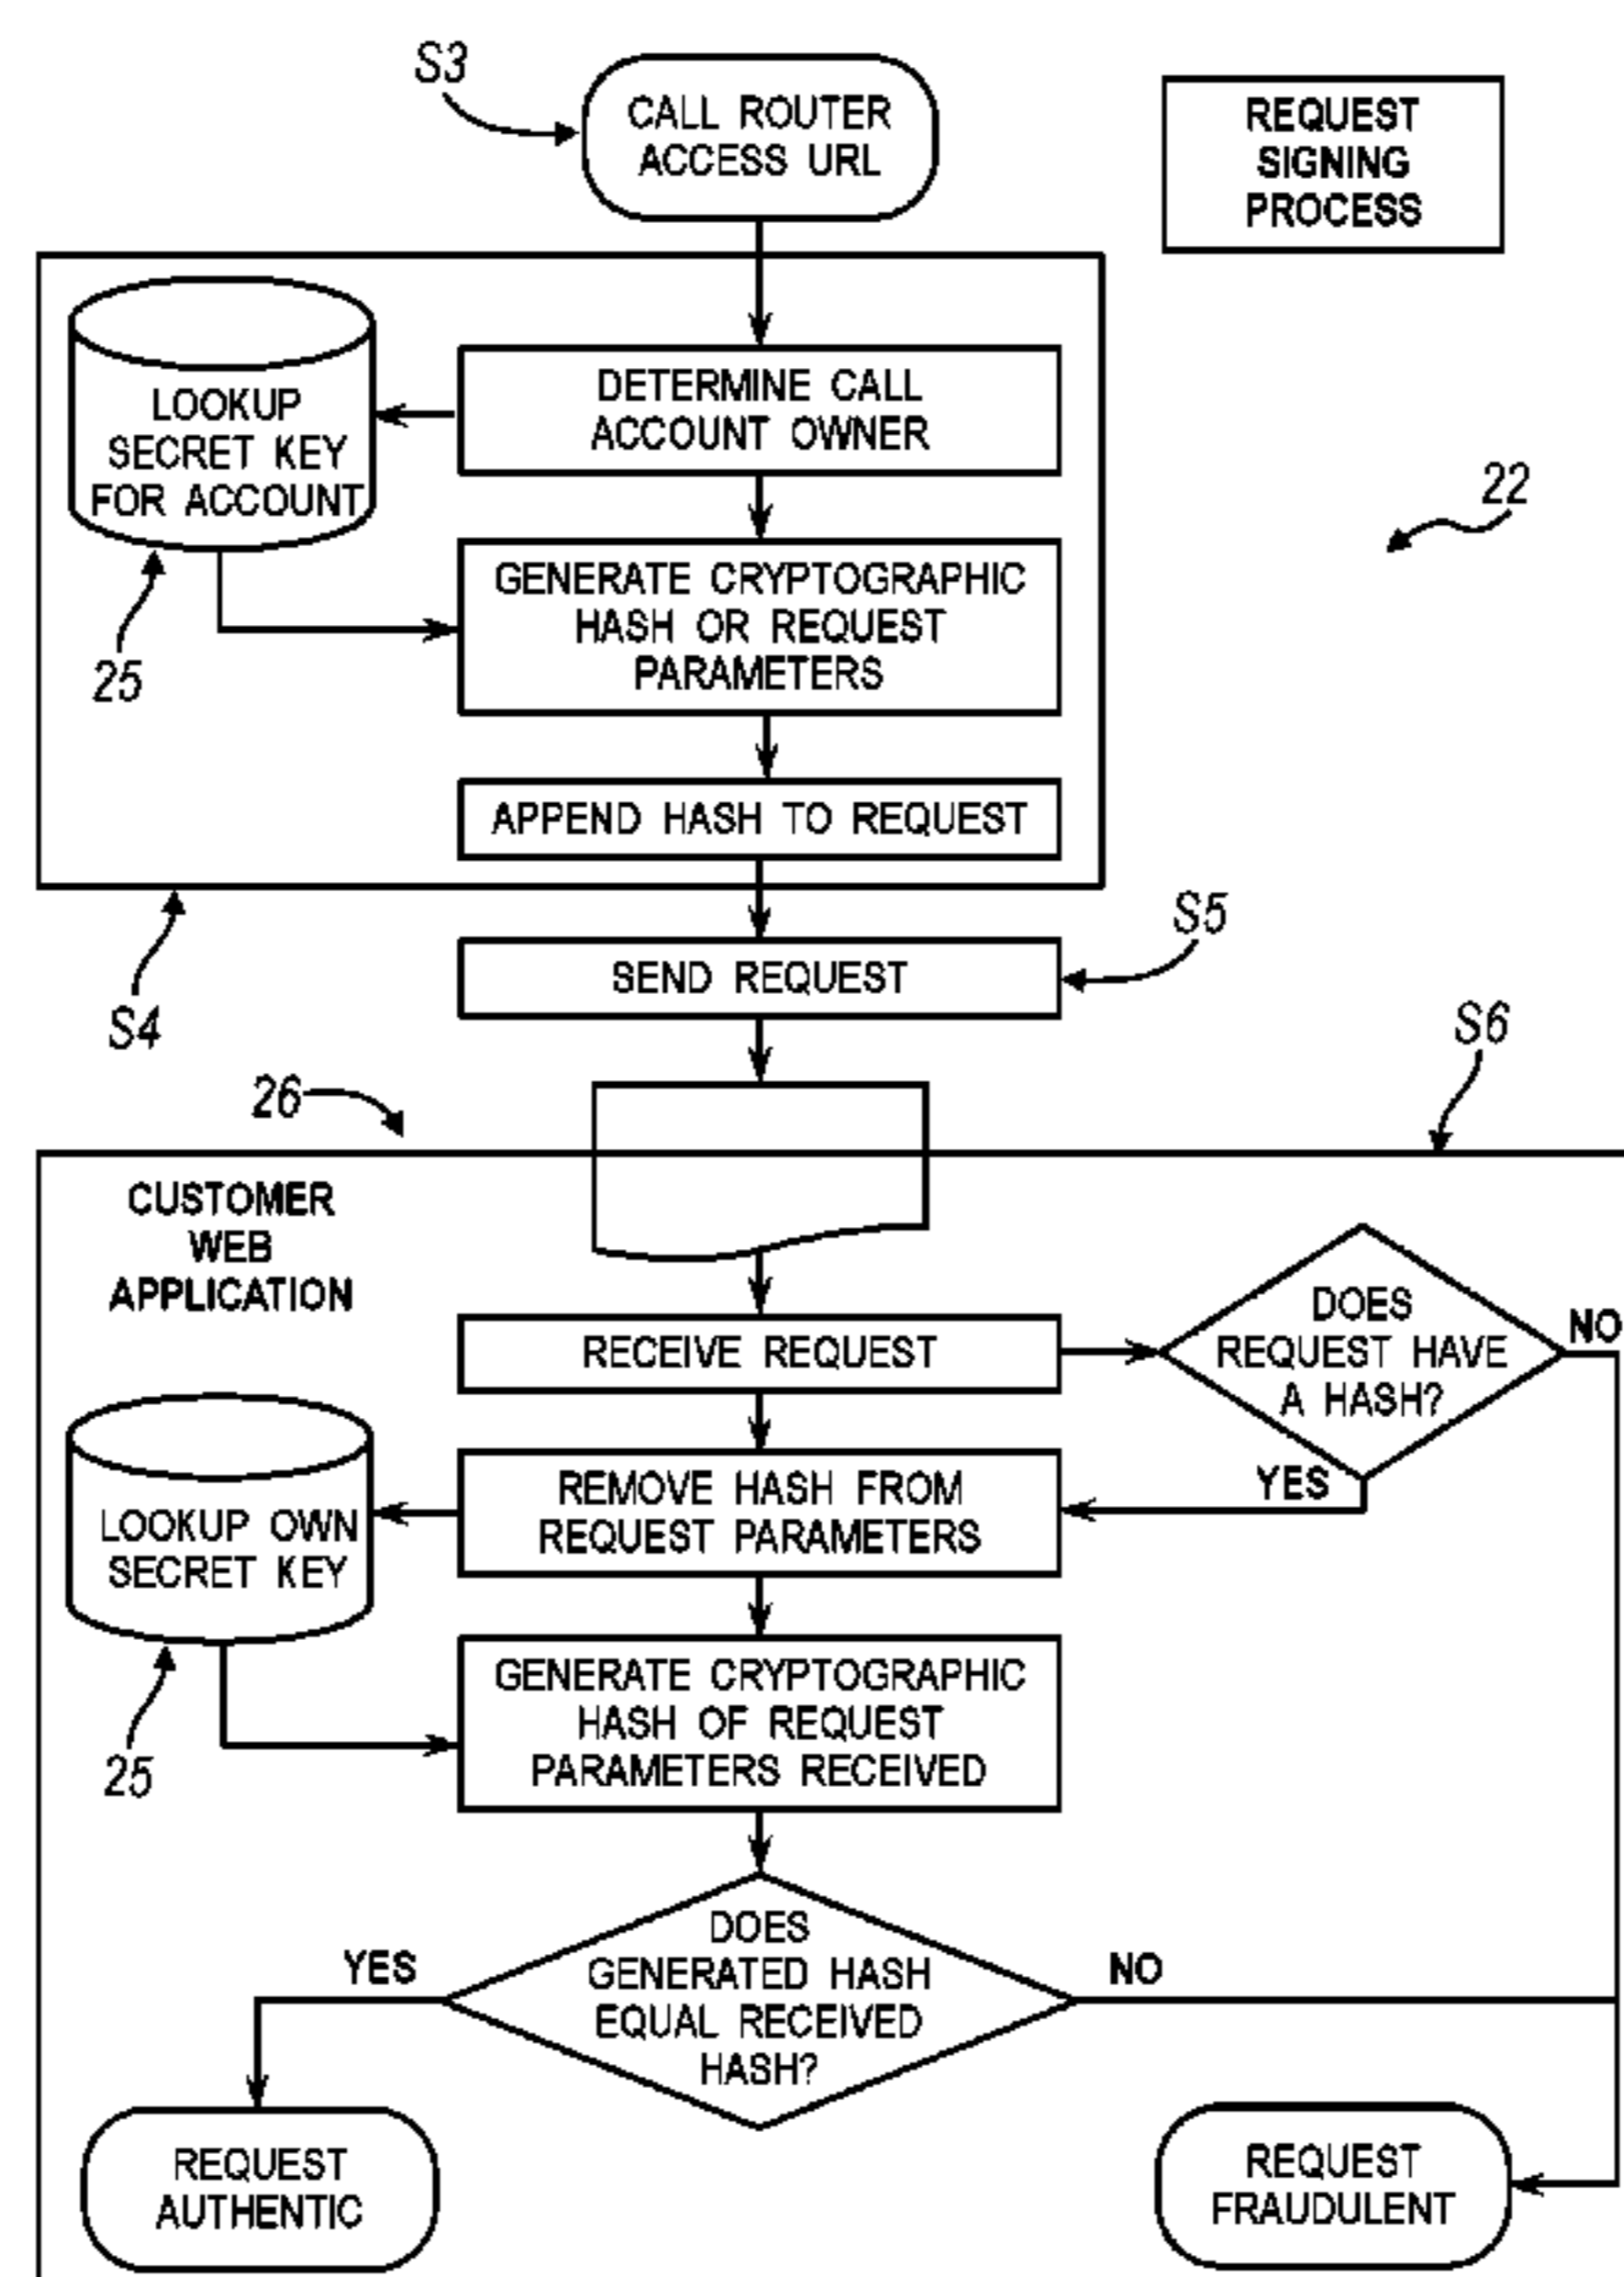 S3
CALL ROUTER
ACCESS URL
REQUEST
SIGNING
PROCESS
LOOKUP
SECRET KEY
FOR ACCOUNT
DETERMINE CALL
ACCOUNT OWNER
22
GENERATE CRYPTOGRAPHIC
HASH OR REQUEST
PARAMETERS
25
APPEND HASH TO REQUEST
S4
SEND REQUEST
S5
26
S6
CUSTOMER
WEB
APPLICATION
RECEIVE REQUEST
DOES
REQUEST HAVE
A HASH?
NO
YES
REMOVE HASH FROM
REQUEST PARAMETERS
LOOKUP OWN
SECRET KEY
25
GENERATE CRYPTOGRAPHIC
HASH OF REQUEST
PARAMETERS RECEIVED
DOES
GENERATED HASH
EQUAL RECEIVED
HASH?
YES
NO
REQUEST
AUTHENTIC
REQUEST
FRAUDULENT